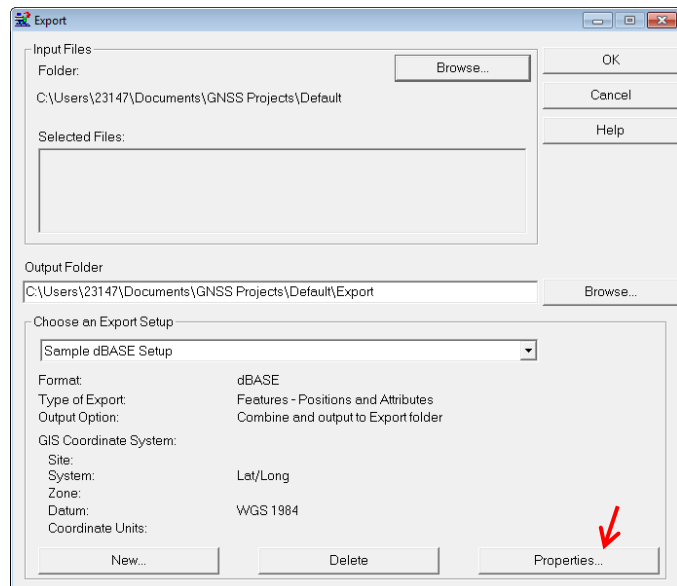 Export
Input Files
Folder:
Browse...
C:\Users\23147\Documents\GNSS Projects\Default
Selected Files:
OK
Cancel
Help
Output Folder
C:\Users\23147\Documents\GNSS Projects\Default\Export
Browse...
Choose an Export Setup
Sample dBASE Setup
Format: dBASE
Type of Export: Features - Positions and Attributes
Output Option: Combine and output to Export folder
GIS Coordinate System:
Site:
System: Lat/Long
Zone:
Datum: WGS 1984
Coordinate Units:
New... Delete Properties...